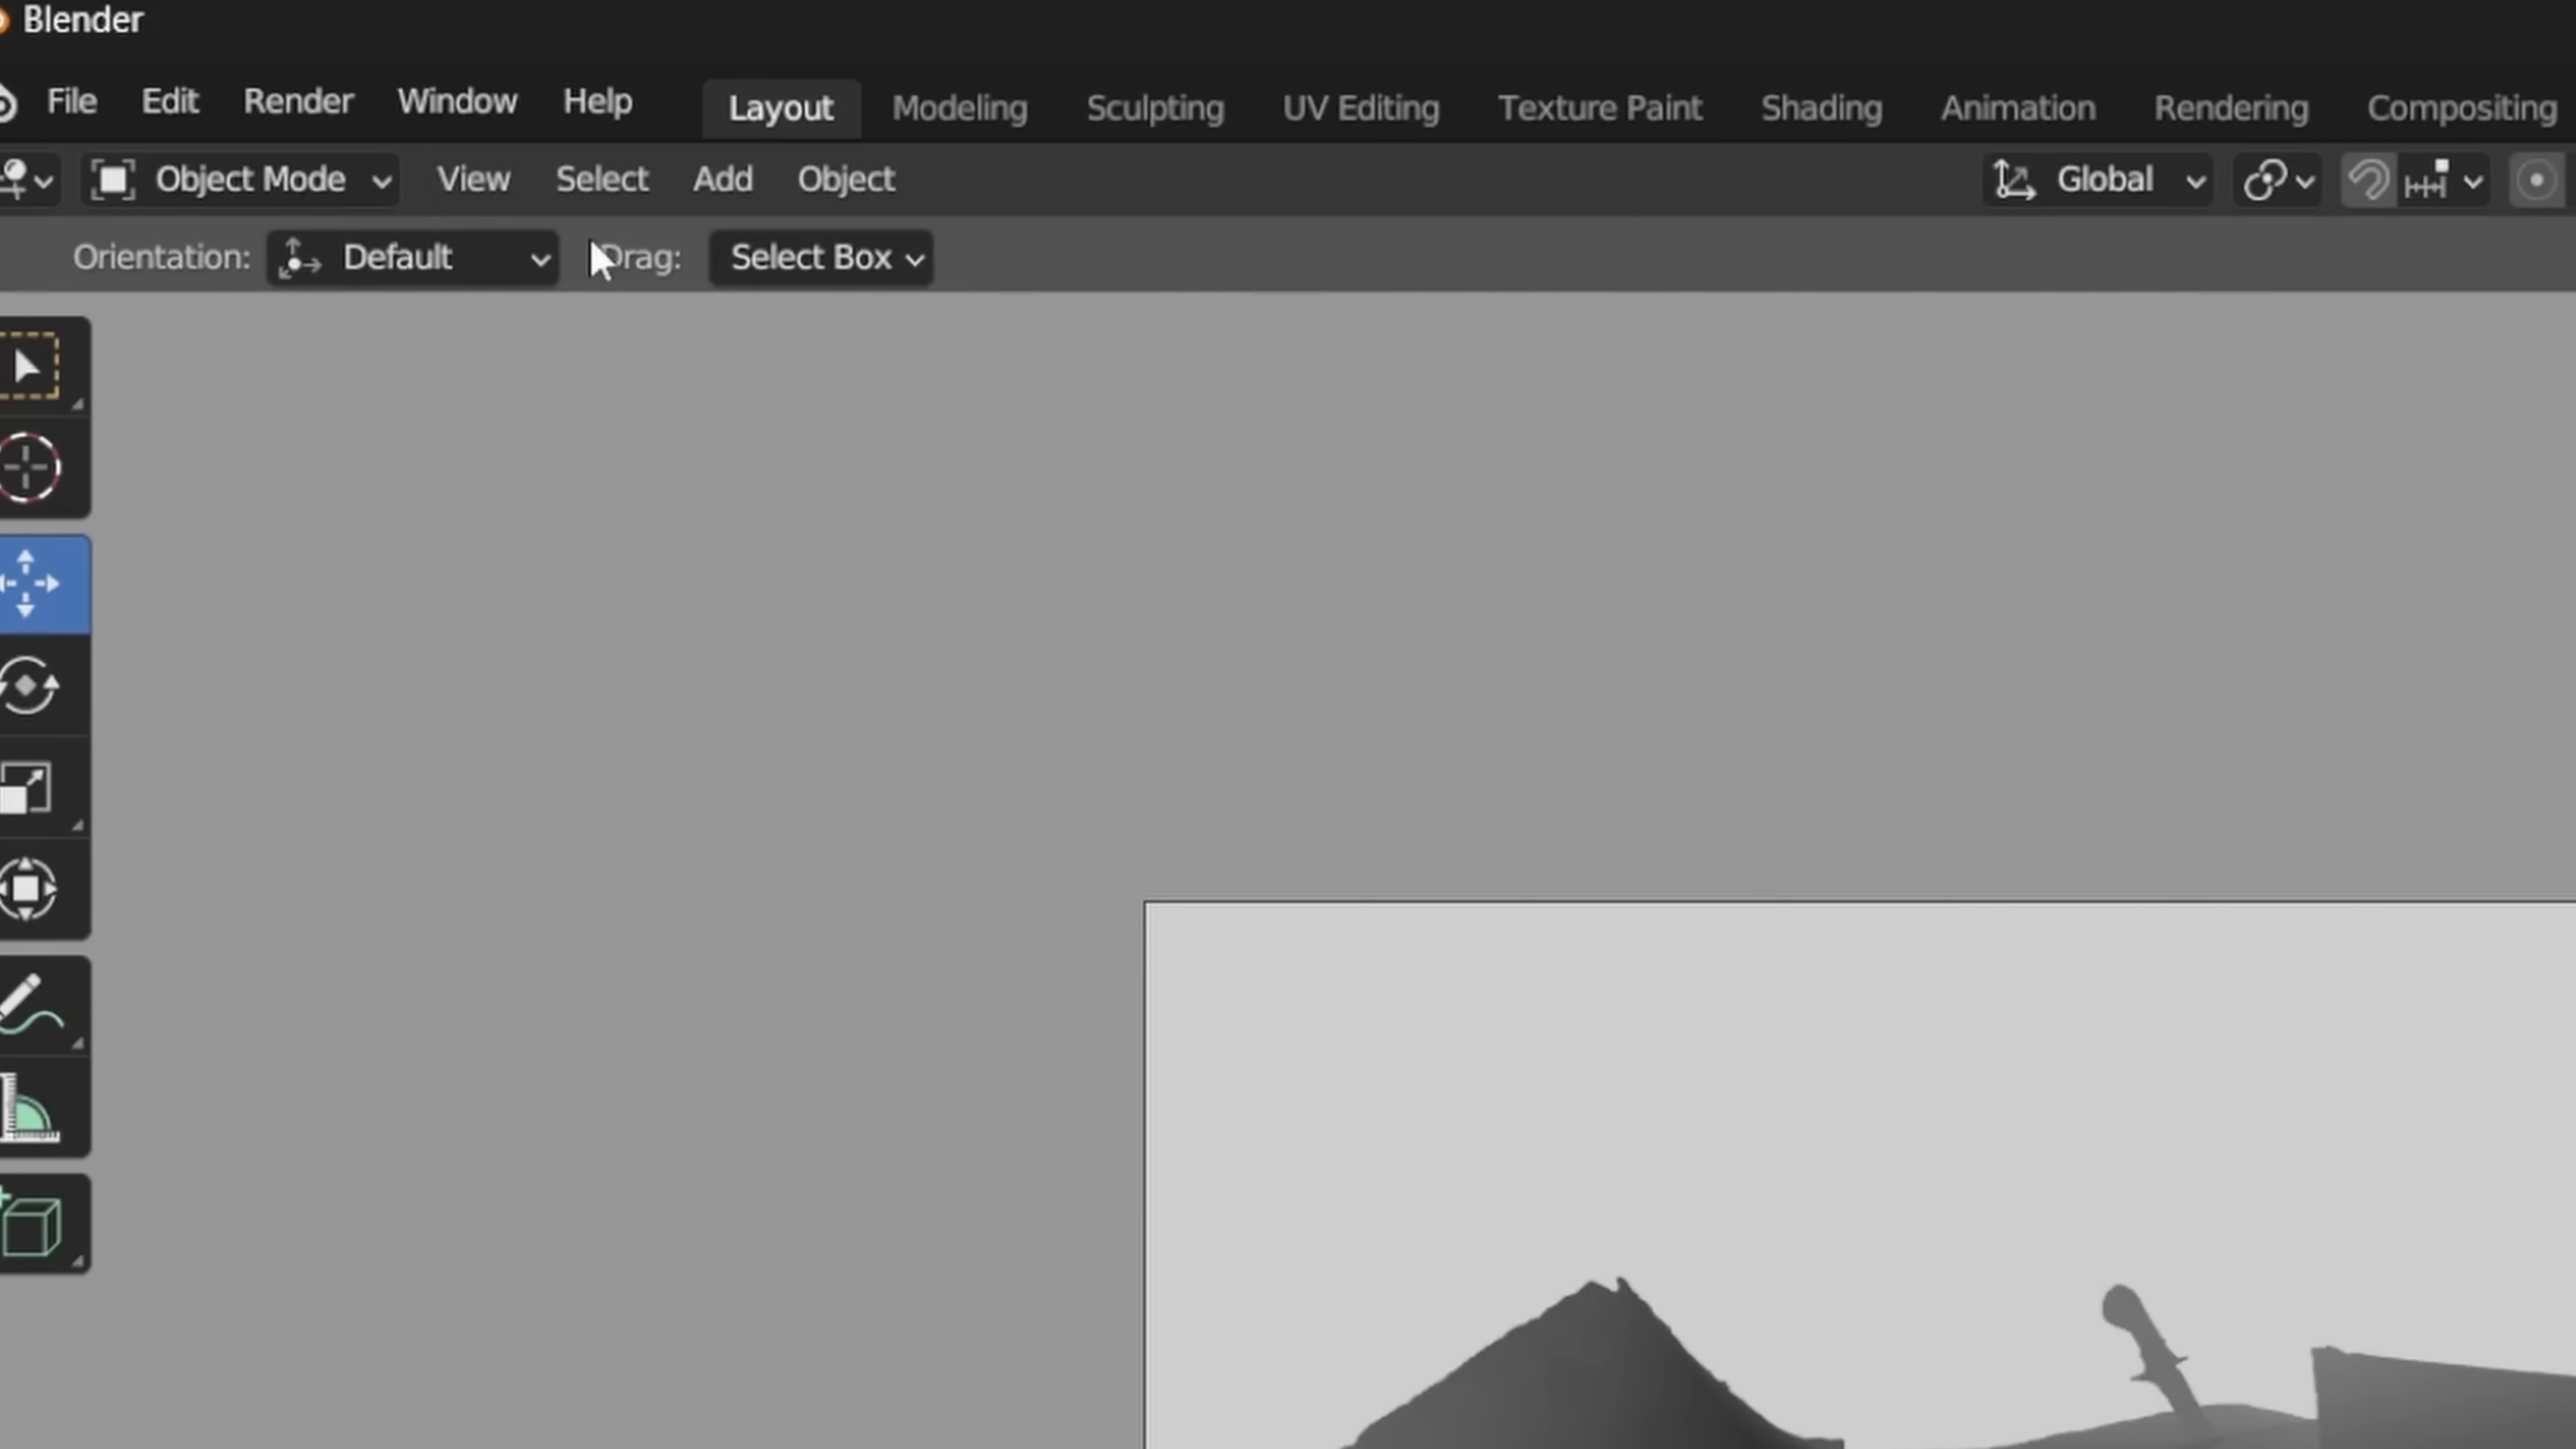 Blender
File Edit Render Window Help Layout Modeling Sculpting UV Editing Texture Paint Shading Animation Rendering Compositing
Object Mode View Select Add Object Global
Orientation: Default Drag: Select Box